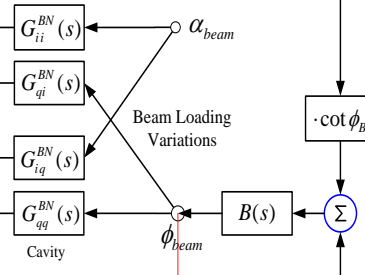 G_{ii}^{BN}(s)
α_{beam}
G_{qi}^{BN}(s)
Beam Loading
Variations
·cot ϕ_B
G_{iq}^{BN}(s)
G_{qq}^{BN}(s)
B(s)
Σ
ϕ_{beam}
Cavity